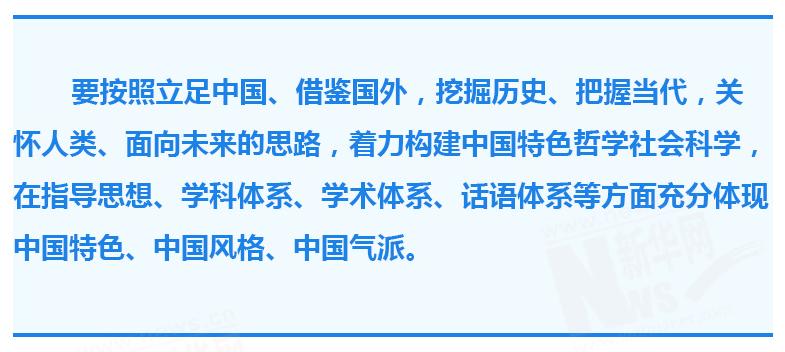 要按照立足中国、借鉴国外，挖掘历史、把握当代，关
怀人类、面向未来的思路，着力构建中国特色哲学社会科学，
在指导思想、学科体系、学术体系、话语体系等方面充分体现
中国特色、中国风格、中国气派。
新华网
News